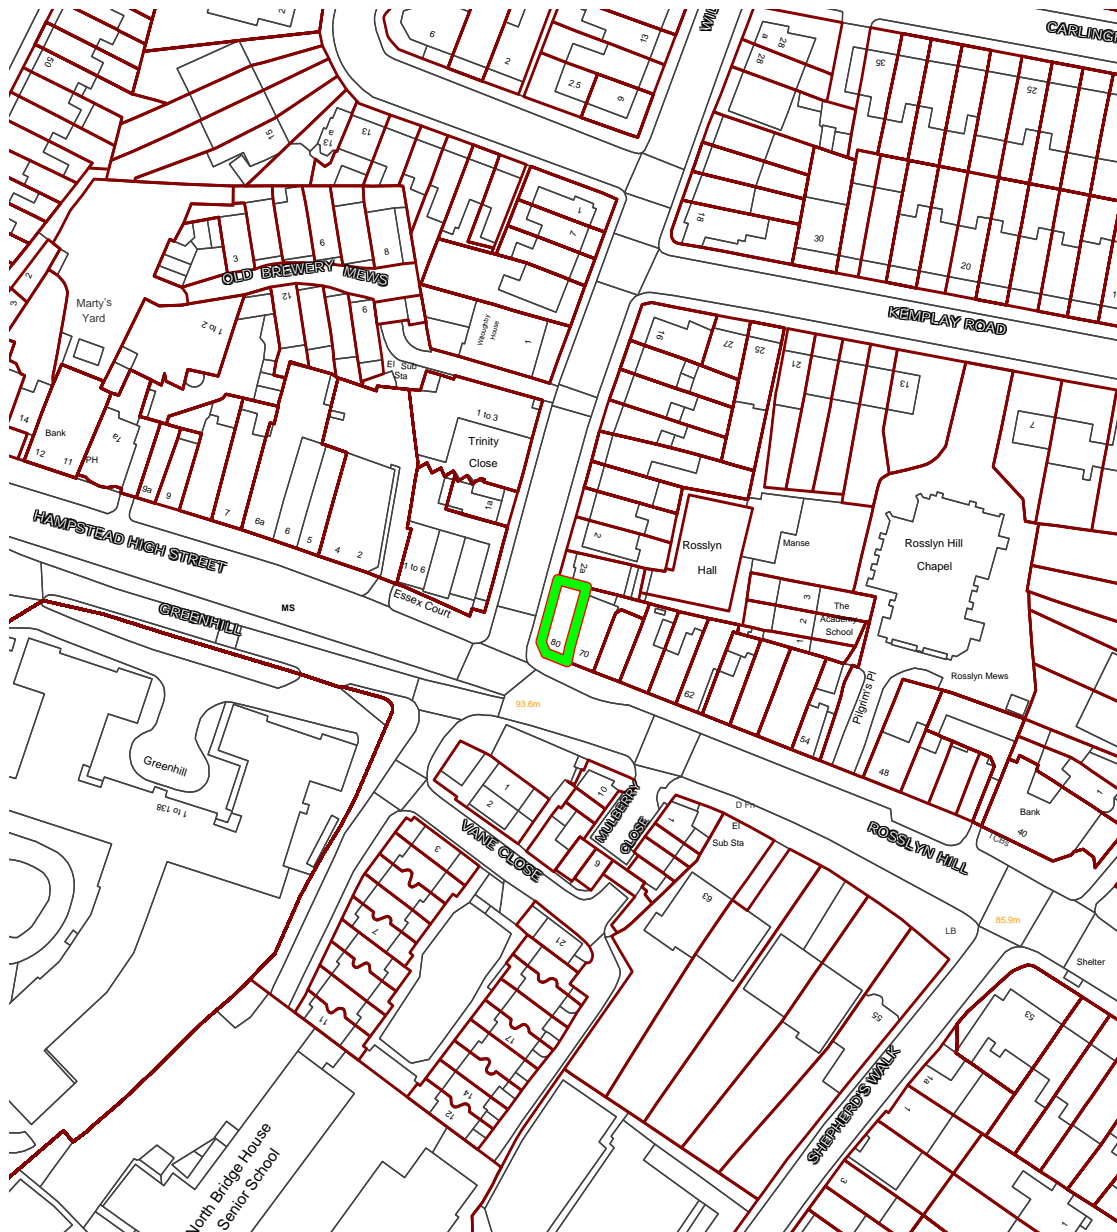 50
2
6
2
13
2.5
6
WIL
CARLING
28
a
28
35
25
15
13
a
13
1
7
18
30
20
1
2
3
3
6
8
OLD BREWERY MEWS
Marty's
Yard
1 to 2
12
9
El Sub
Sta
Willoughby
House
1
KEMPLAY ROAD
16
27
25
21
13
7
14
Bank
12
11
1a
PH
9a
9
7
6a
6
5
4
2
1 to 3
Trinity
Close
1a
1 to 6
Essex Court
HAMPSTEAD HIGH STREET
GREENHILL
MS
2
2a
Rosslyn
Hall
Manse
Rosslyn Hill
Chapel
3
2
1
The
Academy
School
80
70
62
54
Pilgrim's Pl
Rosslyn Mews
48
93.6m
Greenhill
1 to 138
1
2
10
MULBERRY
CLOSE
VANE CLOSE
9
1
D Fn
El
Sub Sta
ROSSLYN HILL
TCBs
Bank
40
1
3
7
11
21
17
14
12
63
55
LB
85.9m
Shelter
53
SHEPHERD'S WALK
1a
1
3
1
North Bridge House
Senior School